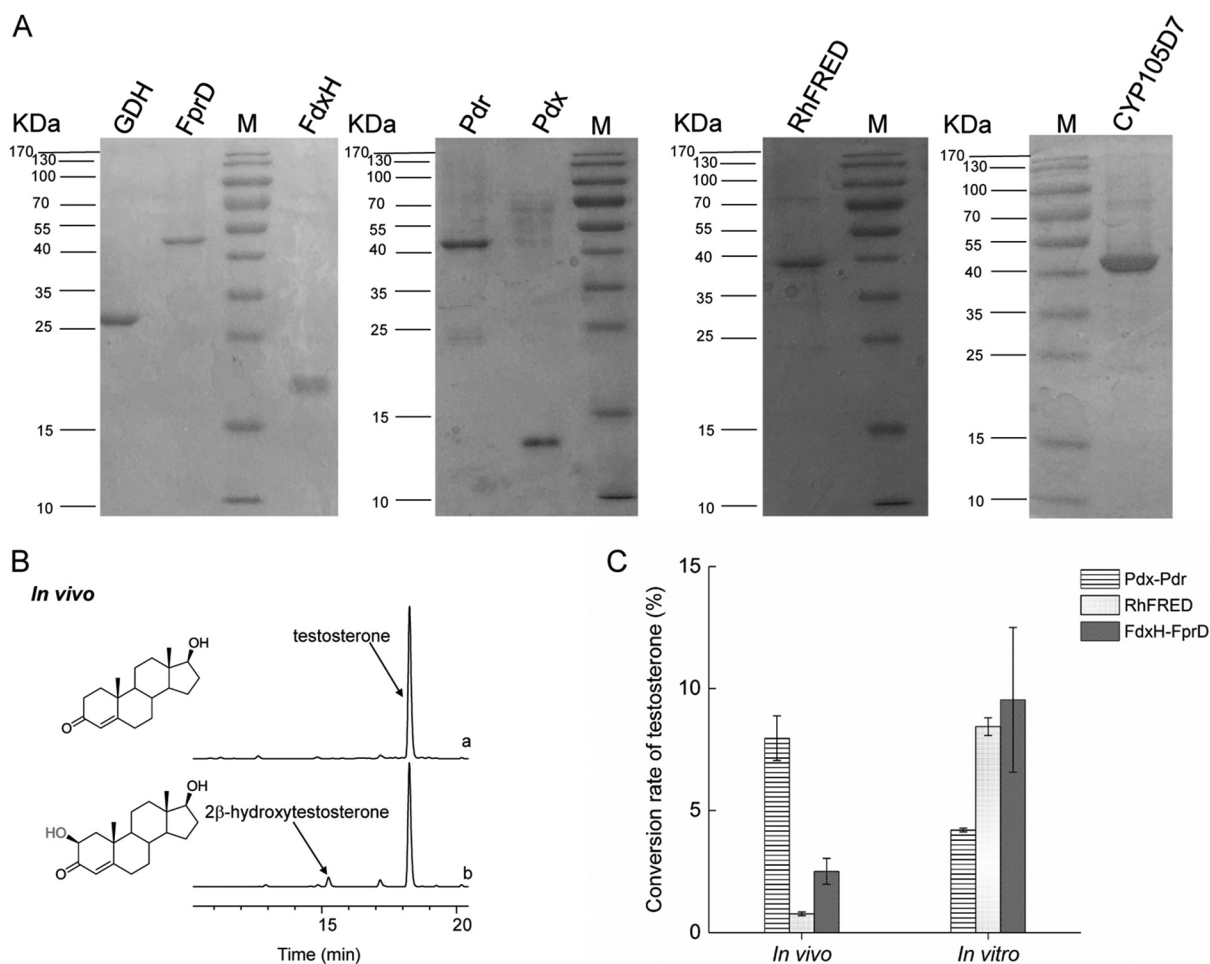 A
KDa GDH FprD M FdxH
170
130
100
70
55
40
35
25
15
10
KDa Pdr Pdx M
170
130
100
70
55
40
35
25
15
10
KDa RhFRED M
170
130
100
70
55
40
35
25
15
10
KDa M CYP105D7
170
130
100
70
55
40
35
25
15
10
B
In vivo
OH
O
testosterone
a
OH
HO
O
2β-hydroxytestosterone
b
15 20
Time (min)
C
Conversion rate of testosterone (%)
15
10
5
0
Pdx-Pdr
RhFRED
FdxH-FprD
In vivo In vitro